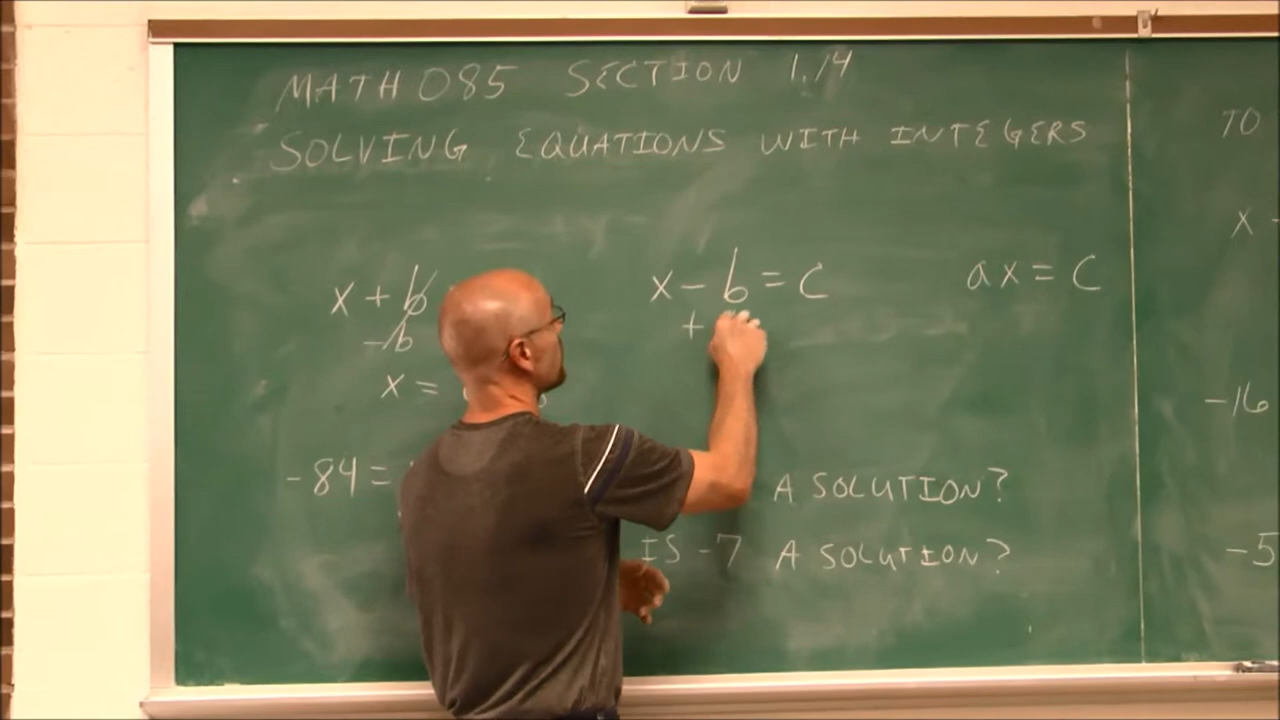 MATH 085 SECTION 1.14
SOLVING EQUATIONS WITH INTEGERS
TO
x + b
x - b = c
ax = c
x -
- b
+
x =
-16
-84 =
A SOLUTION?
IS -7 A SOLUTION?
-5